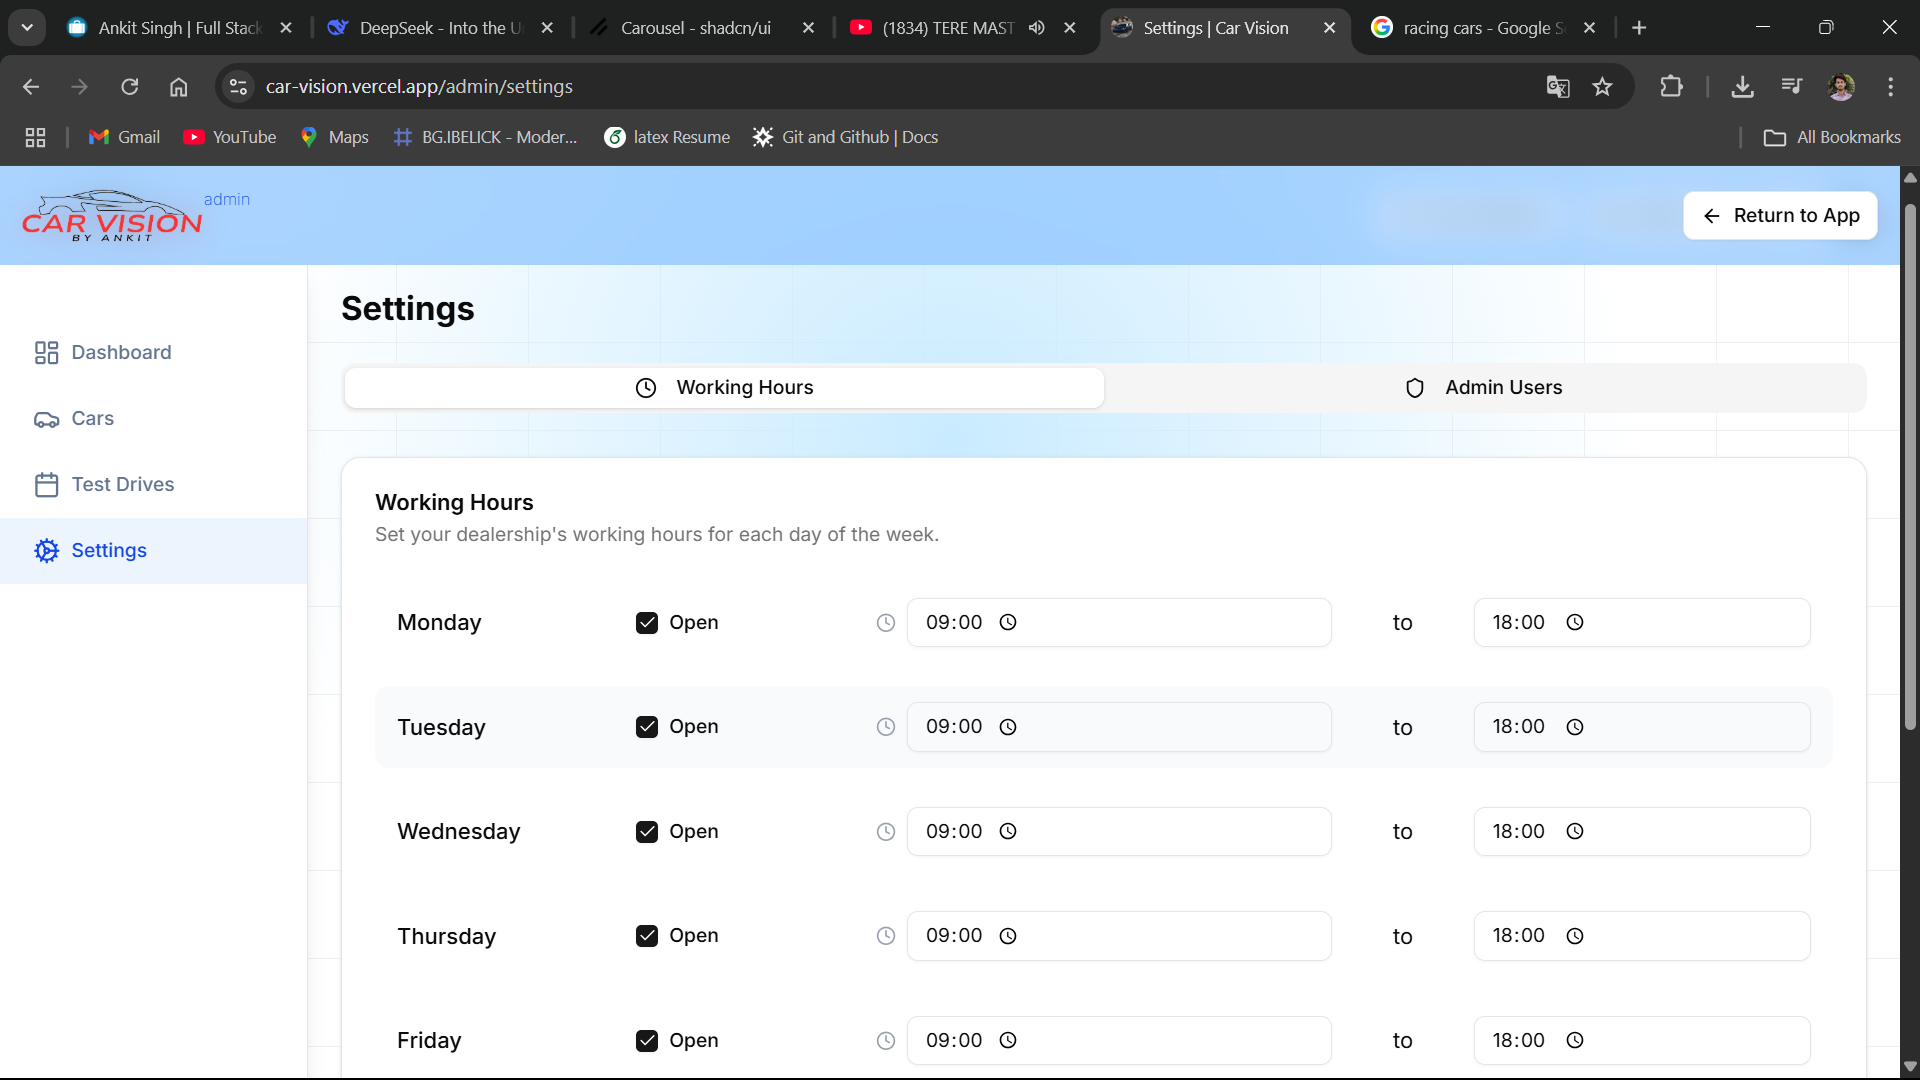 Ankit Singh | Full Stack
DeepSeek - Into the U
Carousel - shadcn/ui
(1834) TERE MAST
Settings | Car Vision
racing cars - Google S
car-vision.vercel.app/admin/settings
Gmail
YouTube
Maps
BG.IBELICK - Moder...
latex Resume
Git and Github | Docs
All Bookmarks
CAR VISION
BY ANKIT
admin
Return to App
Dashboard
Cars
Test Drives
Settings
Settings
Working Hours
Admin Users
Working Hours
Set your dealership's working hours for each day of the week.
Monday Open 09:00 to 18:00
Tuesday Open 09:00 to 18:00
Wednesday Open 09:00 to 18:00
Thursday Open 09:00 to 18:00
Friday Open 09:00 to 18:00